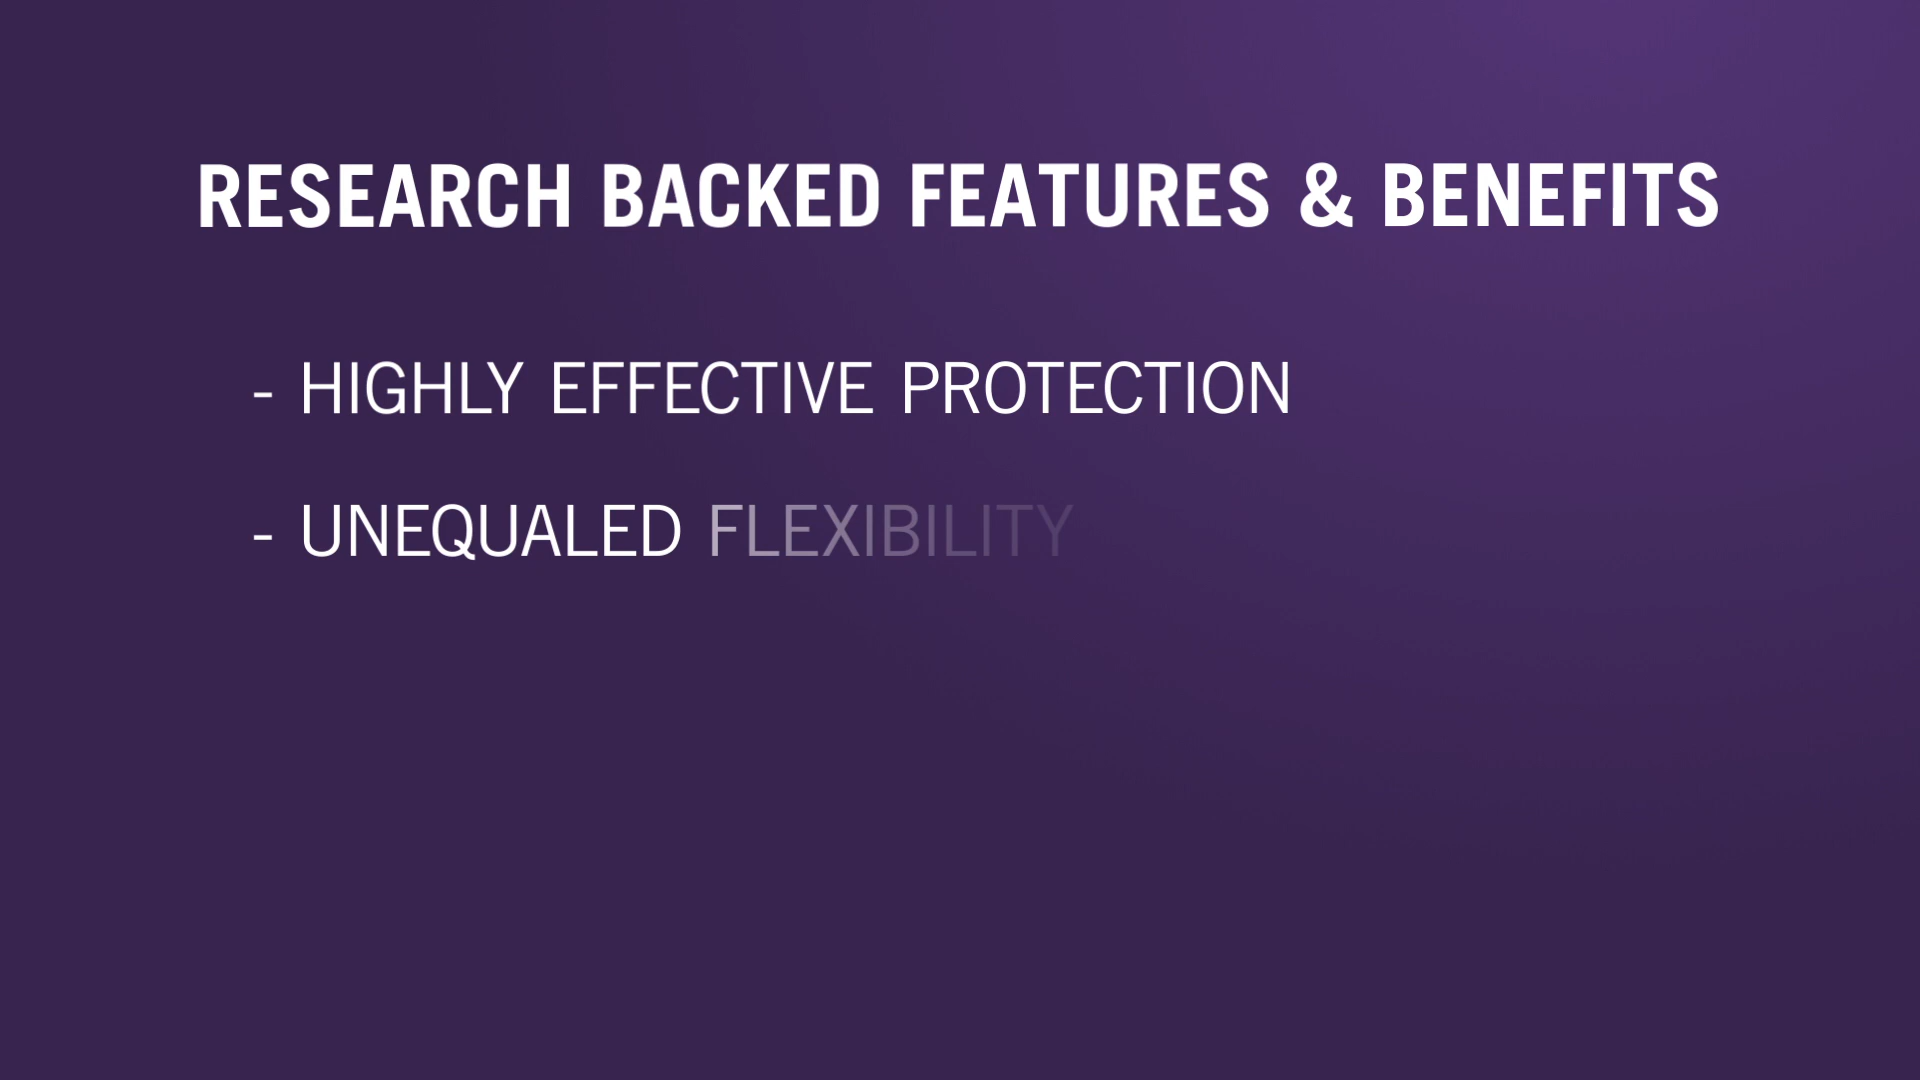 RESEARCH BACKED FEATURES & BENEFITS
- HIGHLY EFFECTIVE PROTECTION
- UNEQUALED FLEXIBILITY